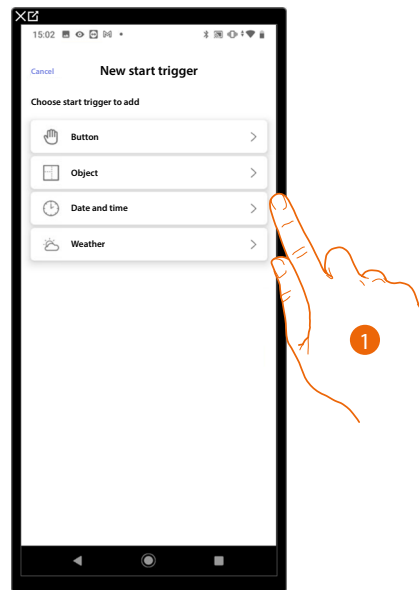 15:02
Cancel New start trigger
Choose start trigger to add
Button
Object
Date and time
Weather
1